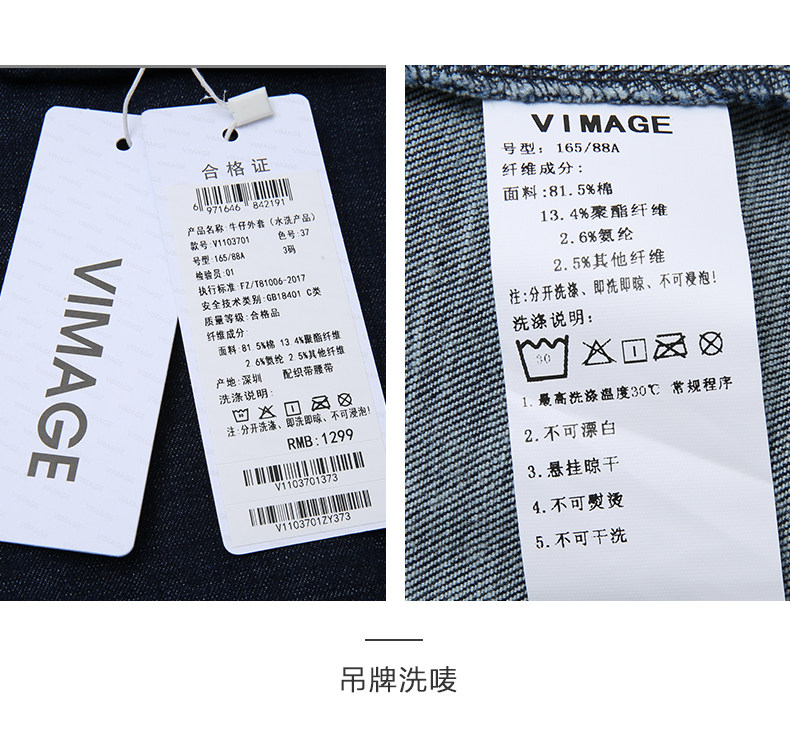 VIMAGE
合格证
6 971646 842191
产品名称:牛仔外套（水洗产品）
款号:V1103701 色号:37
号型:165/88A 3码
检验员:01
执行标准:FZ/T81006-2017
安全技术类别:GB18401 C类
质量等级:合格品
纤维成分:
面料:81.5%棉 13.4%聚酯纤维
2.6%氨纶 2.5%其他纤维
产地:深圳 配织带腰带
洗涤说明:
注:分开洗涤、即洗即晾、不可浸泡!
RMB:1299
V1103701373
V1103701ZY373
VIMAGE
号型: 165/88A
纤维成分:
面料:81.5%棉
13.4%聚酯纤维
2.6%氨纶
2.5%其他纤维
注:分开洗涤、即洗即晾、不可浸泡!
洗涤说明:
30
1.最高洗涤温度30℃ 常规程序
2.不可漂白
3.悬挂晾干
4.不可熨烫
5.不可干洗
吊牌洗唛